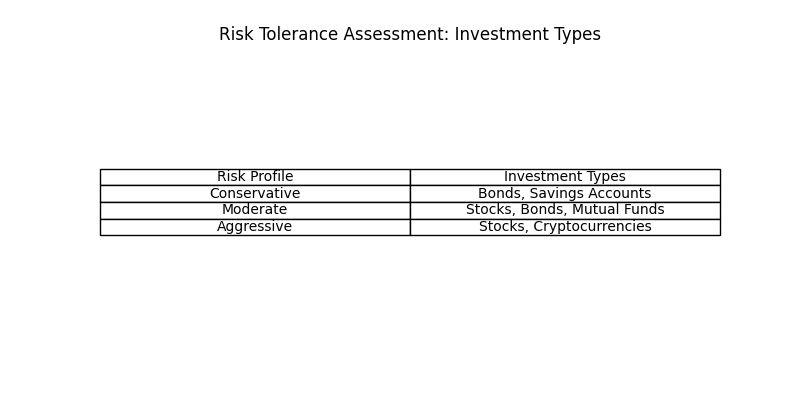 Risk Tolerance Assessment: Investment Types
Risk Profile Investment Types
Conservative Bonds, Savings Accounts
Moderate Stocks, Bonds, Mutual Funds
Aggressive Stocks, Cryptocurrencies